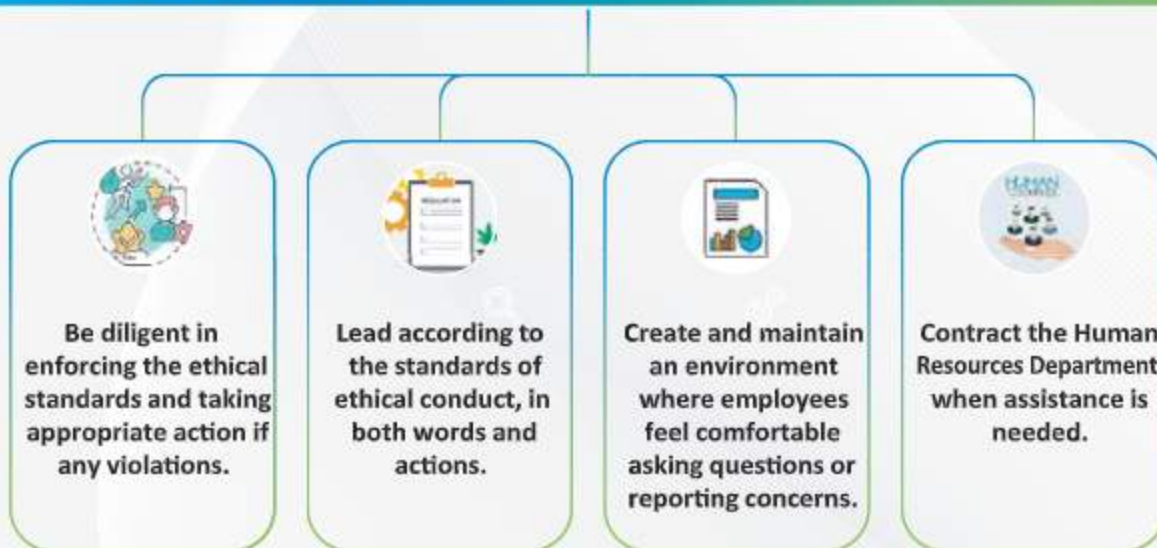 Be diligent in
enforcing the ethical
standards and taking
appropriate action if
any violations.
REGULATION
Lead according to
the standards of
ethical conduct, in
both words and
actions.
Create and maintain
an environment
where employees
feel comfortable
asking questions or
reporting concerns.
HUMAN
Contract the Human
Resources Department
when assistance is
needed.